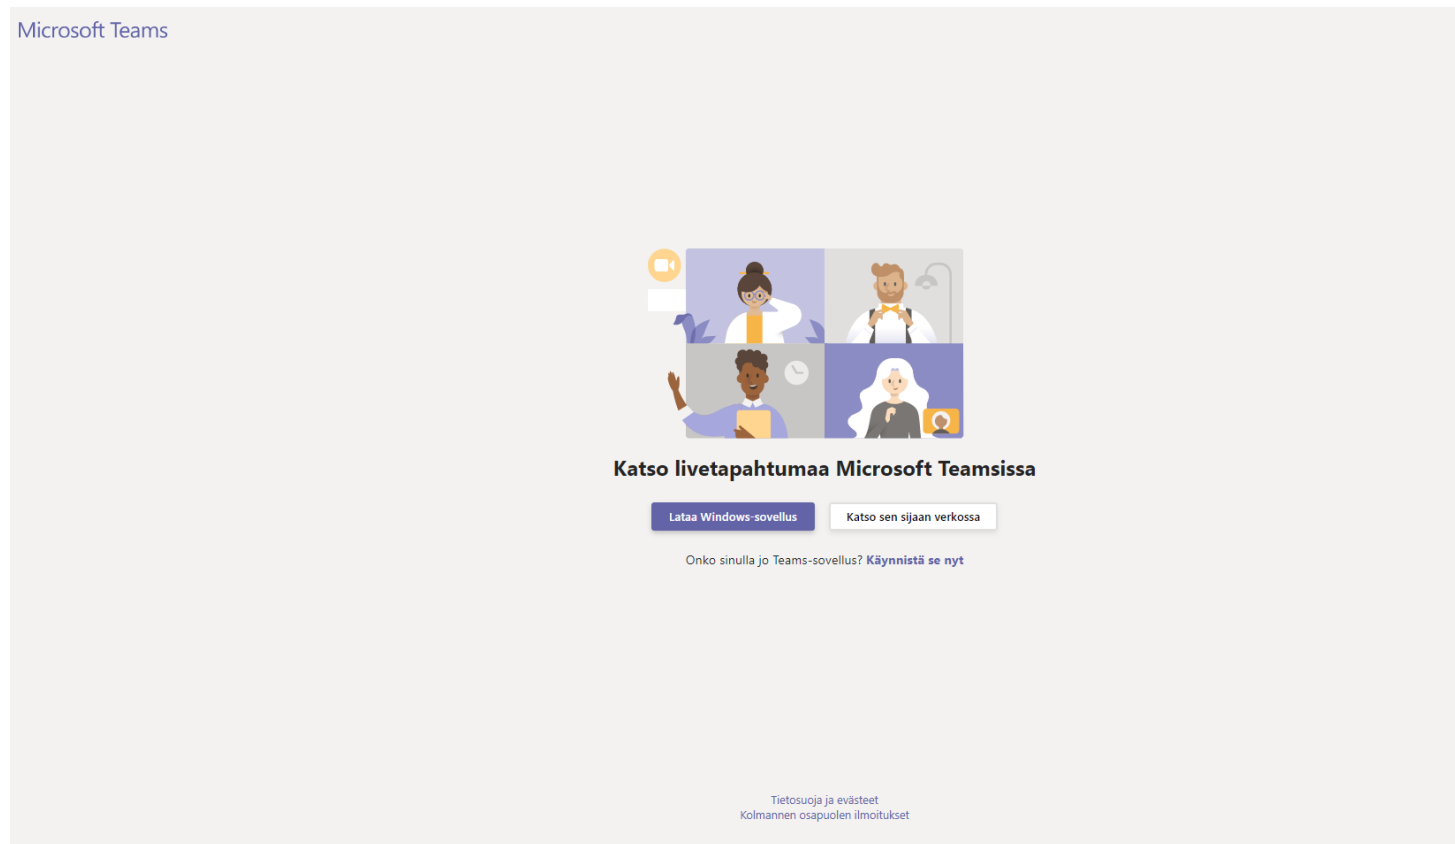 Microsoft Teams
Katso livetapahtumaa Microsoft Teamsissa
Lataa Windows-sovellus
Katso sen sijaan verkossa
Onko sinulla jo Teams-sovellus? Käynnistä se nyt
Tietosuoja ja evästeet
Kolmannen osapuolen ilmoitukset